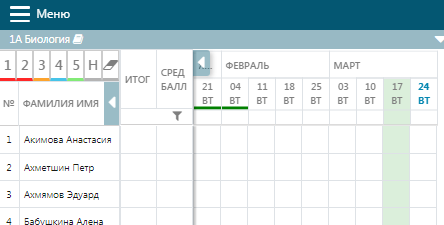 Меню
1А Биология
1 2 3 4 5 Н
№ ФАМИЛИЯ ИМЯ ИТОГ СРЕД БАЛЛ
ФЕВРАЛЬ МАРТ
21 04 11 18 25 03 10 17 24
ВТ ВТ ВТ ВТ ВТ ВТ ВТ ВТ ВТ
1 Акимова Анастасия
2 Ахметшин Петр
3 Ахмямов Эдуард
4 Бабушкина Алена